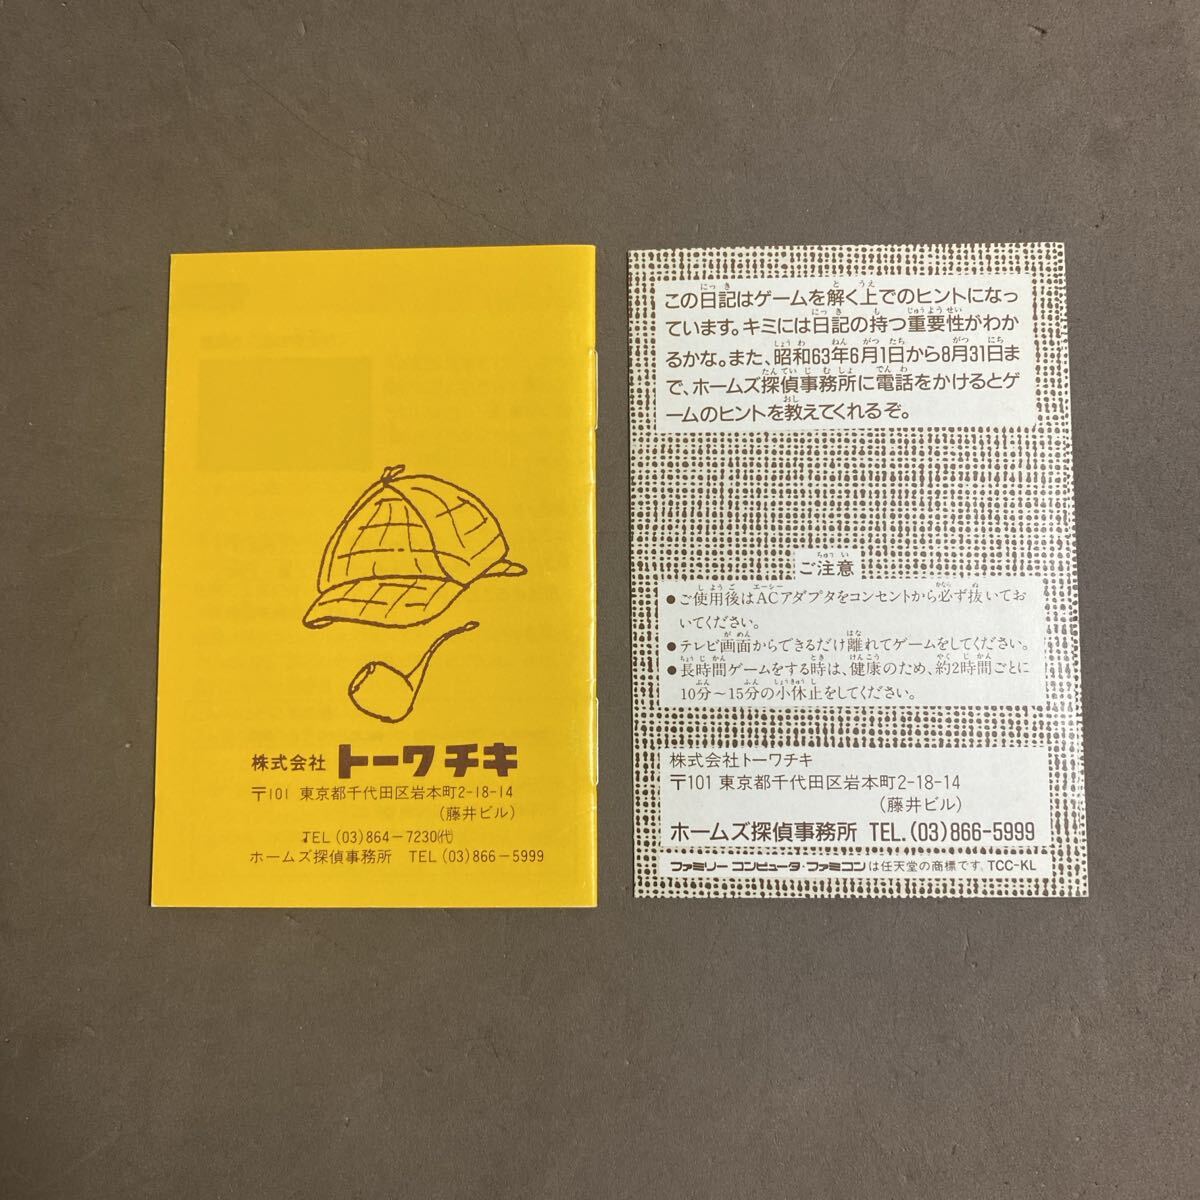 株式会社 トーワチキ
〒101 東京都千代田区岩本町2-18-14
(藤井ビル)
TEL (03)864-7230㈹
ホームズ探偵事務所 TEL (03)866-5999
この日記はゲームを解く上でのヒントになっ
ています。キミには日記の持つ重要性がわか
るかな。また、昭和63年6月1日から8月31日ま
で、ホームズ探偵事務所に電話をかけるとゲ
ームのヒントを教えてくれるぞ。
ご注意
●ご使用後はACアダプタをコンセントから必ず抜いてお
いてください。
●テレビ画面からできるだけ離れてゲームをしてください。
●長時間ゲームをする時は、健康のため、約2時間ごとに
10分〜15分の小休止をしてください。
株式会社トーワチキ
〒101 東京都千代田区岩本町2-18-14
(藤井ビル)
ホームズ探偵事務所 TEL. (03)866-5999
ファミリー コンピュータ・ファミコンは任天堂の商標です。TCC-KL